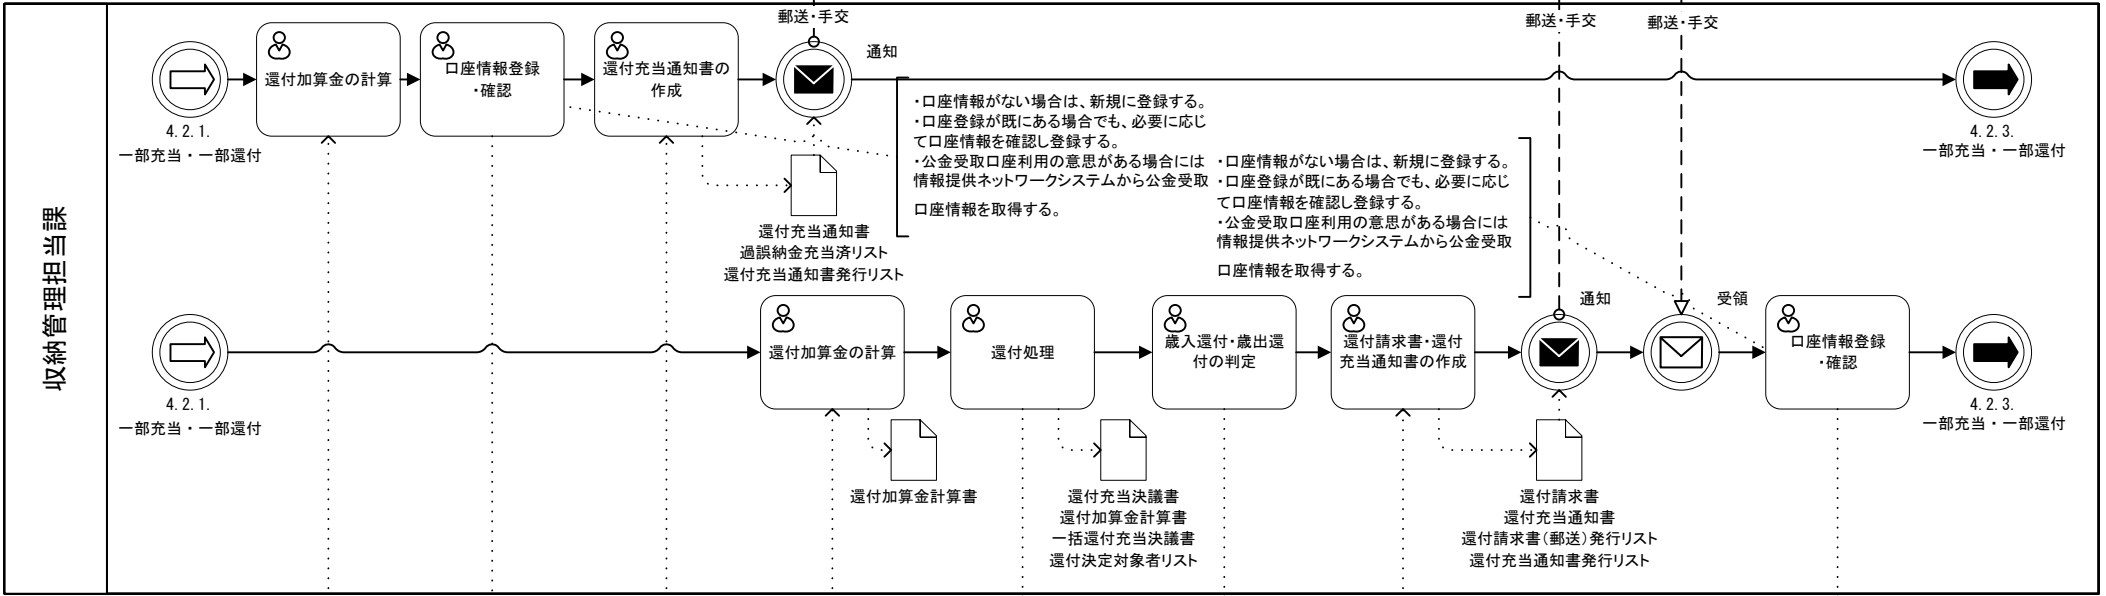 収納管理担当課
郵送・手交
郵送・手交
郵送・手交
4.2.1.
一部充当・一部還付
還付加算金の計算
口座情報登録
・確認
還付充当通知書の
作成
通知
4.2.3.
一部充当・一部還付
・口座情報がない場合は、新規に登録する。
・口座登録が既にある場合でも、必要に応じ
て口座情報を確認し登録する。
・公金受取口座利用の意思がある場合には
情報提供ネットワークシステムから公金受取
口座情報を取得する。
還付充当通知書
過誤納金充当済リスト
還付充当通知書発行リスト
・口座情報がない場合は、新規に登録する。
・口座登録が既にある場合でも、必要に応じ
て口座情報を確認し登録する。
・公金受取口座利用の意思がある場合には
情報提供ネットワークシステムから公金受取
口座情報を取得する。
4.2.1.
一部充当・一部還付
還付加算金の計算
還付処理
歳入還付・歳出還
付の判定
還付請求書・還付
充当通知書の作成
通知
受領
口座情報登録
・確認
4.2.3.
一部充当・一部還付
還付加算金計算書
還付充当決議書
還付加算金計算書
一括還付充当決議書
還付決定対象者リスト
還付請求書
還付充当通知書
還付請求書(郵送)発行リスト
還付充当通知書発行リスト